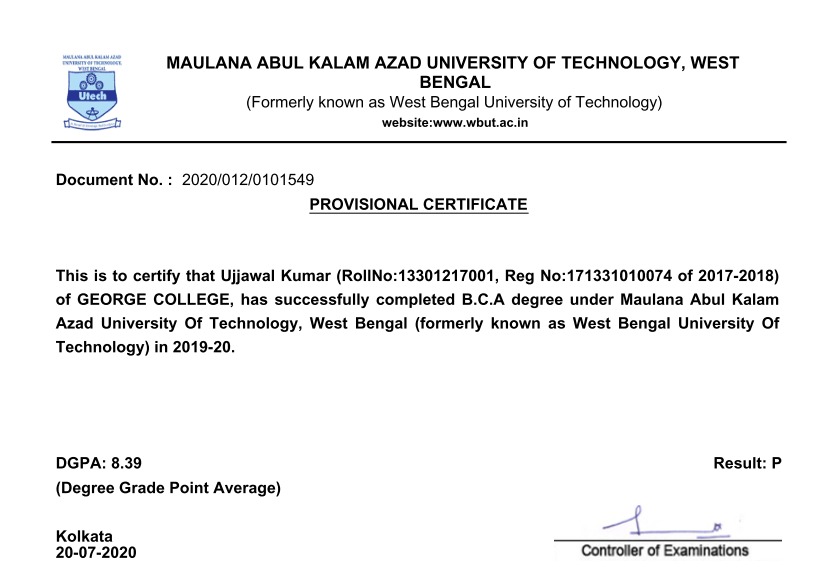 MAULANA ABUL KALAM AZAD
UNIVERSITY OF TECHNOLOGY,
WEST BENGAL
Utech
MAULANA ABUL KALAM AZAD UNIVERSITY OF TECHNOLOGY, WEST
BENGAL
(Formerly known as West Bengal University of Technology)
website:www.wbut.ac.in
Document No. : 2020/012/0101549
PROVISIONAL CERTIFICATE
This is to certify that Ujjawal Kumar (RollNo:13301217001, Reg No:171331010074 of 2017-2018)
of GEORGE COLLEGE, has successfully completed B.C.A degree under Maulana Abul Kalam
Azad University Of Technology, West Bengal (formerly known as West Bengal University Of
Technology) in 2019-20.
DGPA: 8.39
Result: P
(Degree Grade Point Average)
Kolkata
20-07-2020
Controller of Examinations